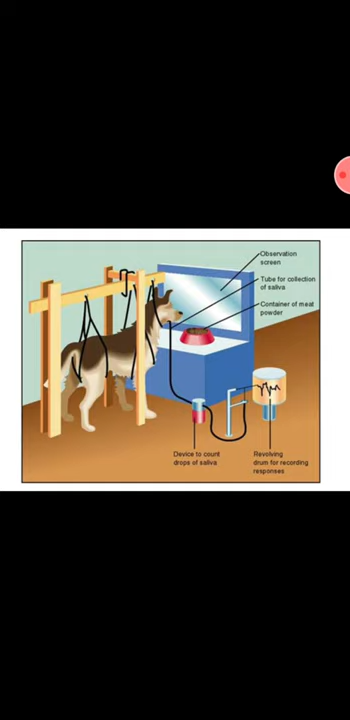 Observation
screen
Tube for collection
of saliva
Container of meat
powder
Device to count
drops of saliva
Revolving
drum for recording
responses